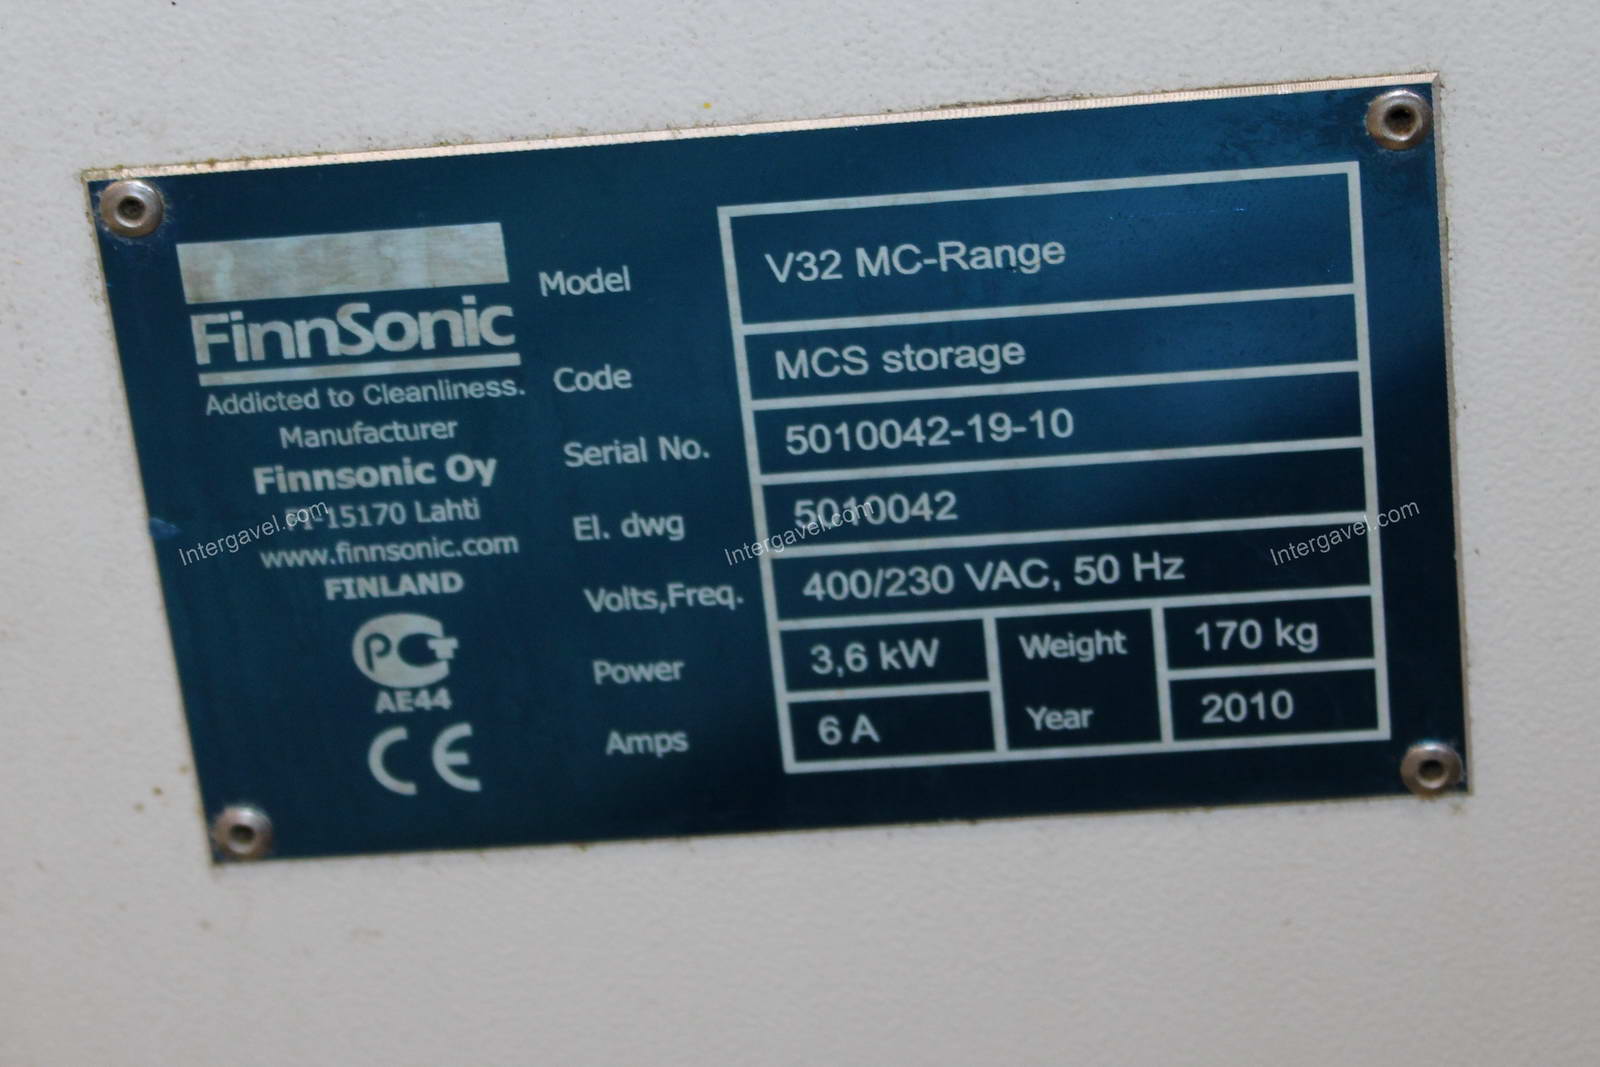 FinnSonic
Addicted to Cleanliness.
Manufacturer
Finnsonic Oy
FI-15170 Lahti
www.finnsonic.com
FINLAND
PCT
AE44
CE
Model V32 MC-Range
Code MCS storage
Serial No. 5010042-19-10
El. dwg 5010042
Volts,Freq. 400/230 VAC, 50 Hz
Power 3,6 kW Weight 170 kg
Amps 6 A Year 2010
Intergavel.com
Intergavel.com
Intergavel.com